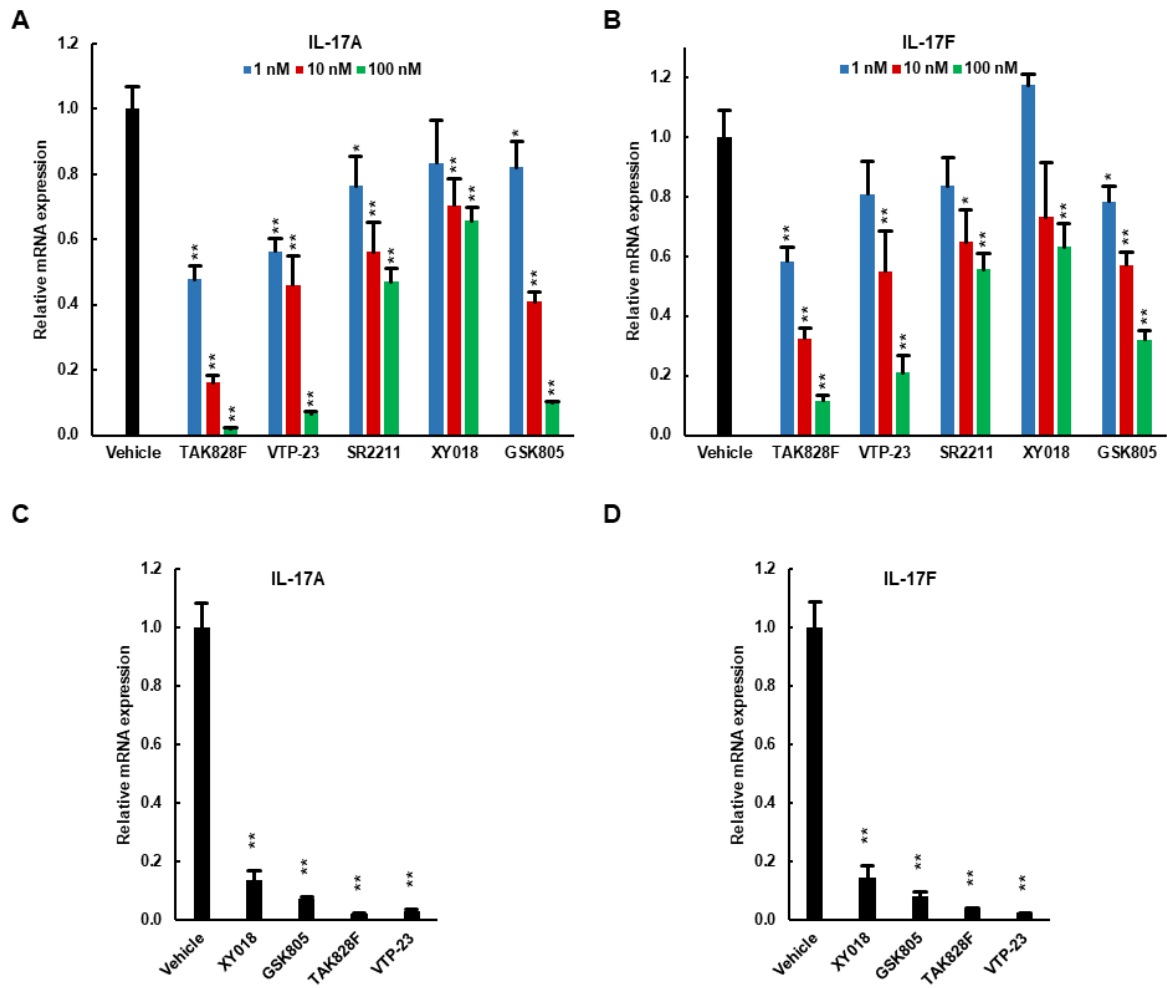 A
IL-17A
1 nM 10 nM 100 nM
Relative mRNA expression
1.2
1.0
0.8
0.6
0.4
0.2
0.0
** ** ** ** ** ** * ** ** ** ** * ** **
Vehicle TAK828F VTP-23 SR2211 XY018 GSK805
B
IL-17F
1 nM 10 nM 100 nM
Relative mRNA expression
1.2
1.0
0.8
0.6
0.4
0.2
0.0
** ** ** ** ** * ** ** * ** **
Vehicle TAK828F VTP-23 SR2211 XY018 GSK805
C
IL-17A
Relative mRNA expression
1.2
1.0
0.8
0.6
0.4
0.2
0.0
** ** ** **
Vehicle XY018 GSK805 TAK828F VTP-23
D
IL-17F
Relative mRNA expression
1.2
1.0
0.8
0.6
0.4
0.2
0.0
** ** ** **
Vehicle XY018 GSK805 TAK828F VTP-23